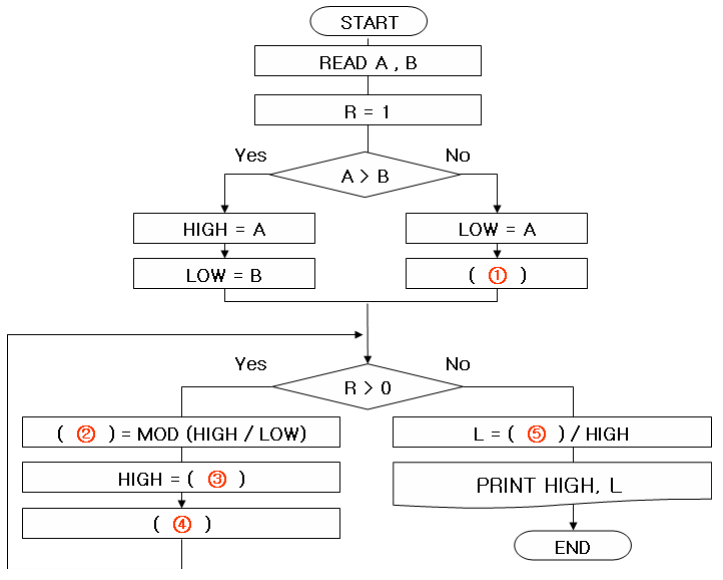 START
READ A , B
R = 1
Yes
No
A > B
HIGH = A
LOW = A
LOW = B
( ① )
Yes
No
R > 0
( ② ) = MOD (HIGH / LOW)
L = ( ⑤ ) / HIGH
HIGH = ( ③ )
PRINT HIGH, L
( ④ )
END